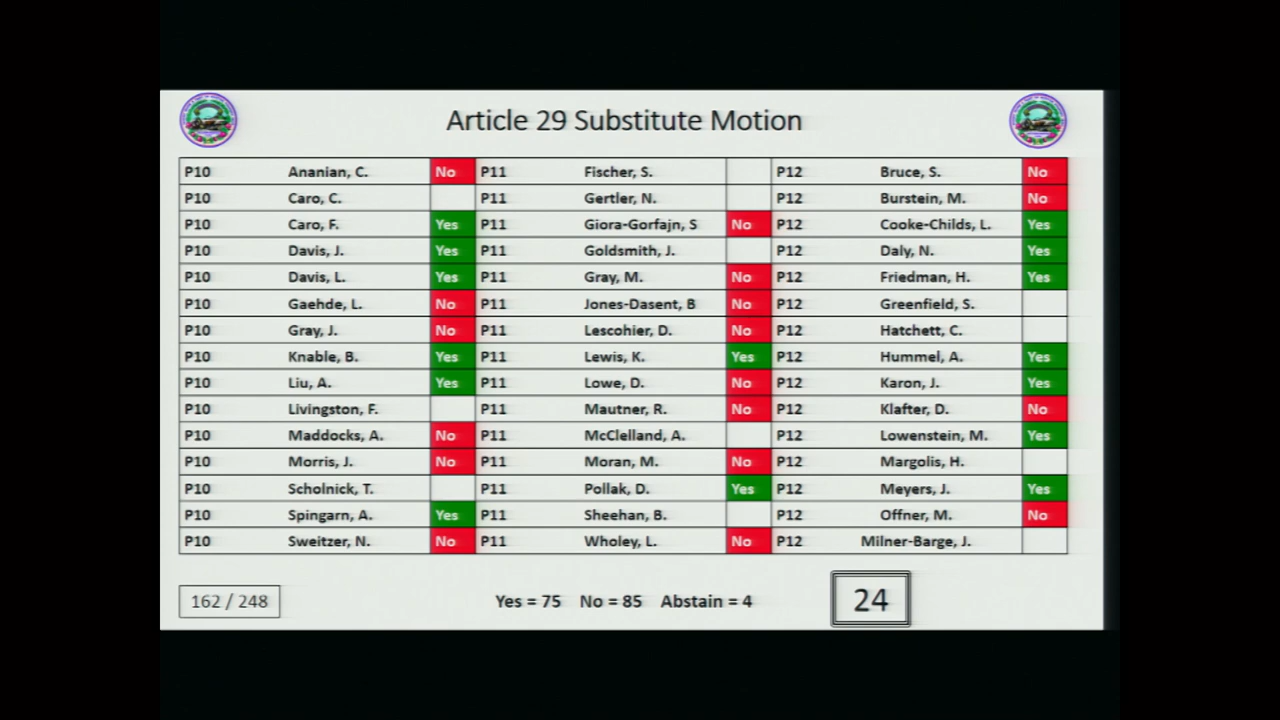 Article 29 Substitute Motion
P10 Ananian, C. No P11 Fischer, S. P12 Bruce, S. No
P10 Caro, C. P11 Gertler, N. P12 Burstein, M. No
P10 Caro, F. Yes P11 Giora-Gorfajn, S No P12 Cooke-Childs, L. Yes
P10 Davis, J. Yes P11 Goldsmith, J. P12 Daly, N. Yes
P10 Davis, L. Yes P11 Gray, M. No P12 Friedman, H. Yes
P10 Gaehde, L. No P11 Jones-Dasent, B No P12 Greenfield, S.
P10 Gray, J. No P11 Lescohier, D. No P12 Hatchett, C.
P10 Knable, B. Yes P11 Lewis, K. Yes P12 Hummel, A. Yes
P10 Liu, A. Yes P11 Lowe, D. No P12 Karon, J. Yes
P10 Livingston, F. P11 Mautner, R. No P12 Klafter, D. No
P10 Maddocks, A. No P11 McClelland, A. P12 Lowenstein, M. Yes
P10 Morris, J. No P11 Moran, M. No P12 Margolis, H.
P10 Scholnick, T. P11 Pollak, D. Yes P12 Meyers, J. Yes
P10 Spingarn, A. Yes P11 Sheehan, B. P12 Offner, M. No
P10 Sweitzer, N. No P11 Wholey, L. No P12 Milner-Barge, J.
162 / 248 Yes = 75 No = 85 Abstain = 4 24